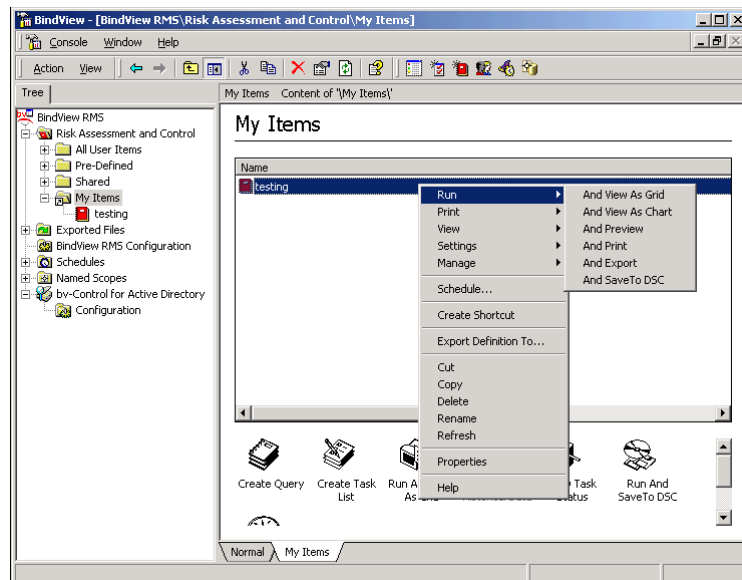 BindView - [BindView RMS\Risk Assessment and Control\My Items]
Console Window Help
Action View
Tree
My Items Content of '\My Items\'
BindView RMS
Risk Assessment and Control
All User Items
Pre-Defined
Shared
My Items
testing
Exported Files
BindView RMS Configuration
Schedules
Named Scopes
bv-Control for Active Directory
Configuration
My Items
Name
testing
Run
Print
View
Settings
Manage
Schedule...
Create Shortcut
Export Definition To...
Cut
Copy
Delete
Rename
Refresh
Properties
Help
And View As Grid
And View As Chart
And Preview
And Print
And Export
And SaveTo DSC
Create Query
Create Task
List
Run
As
Task
Run And
SaveTo DSC
Normal
My Items